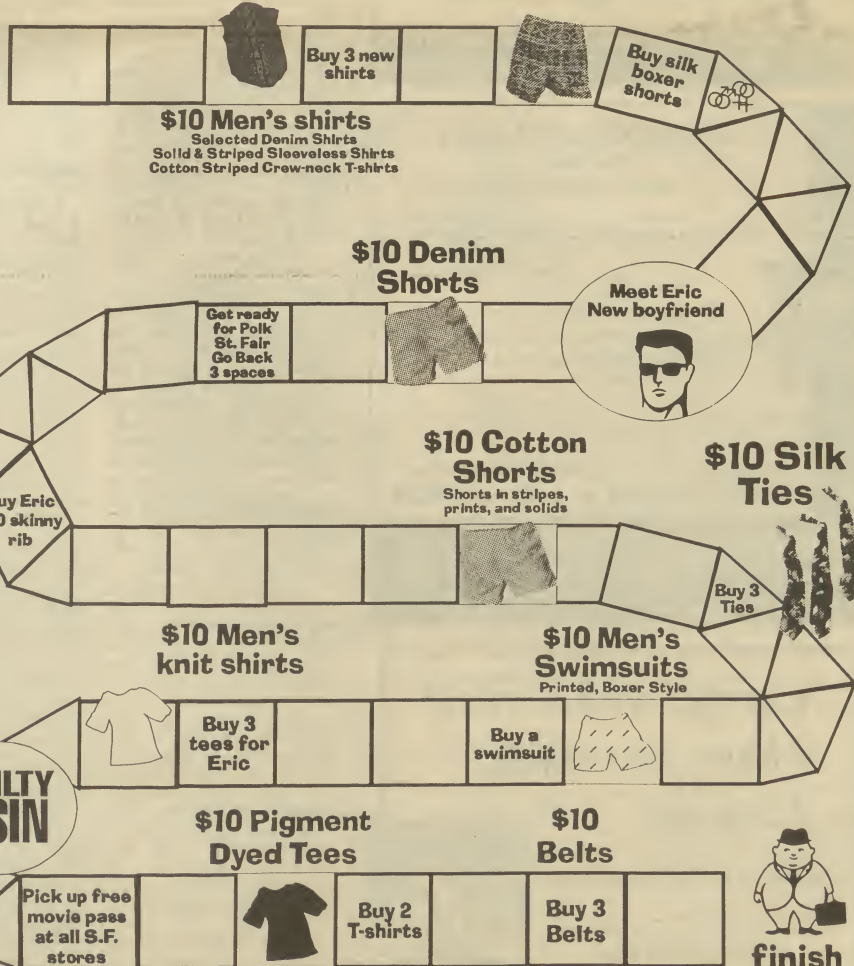 Buy 3 new
shirts
Buy silk
boxer
shorts
$10 Men's shirts
Selected Denim Shirts
Solid & Striped Sleeveless Shirts
Cotton Striped Crew-neck T-shirts
$10 Denim
Shorts
Meet Eric
New boyfriend
Get ready
for Polk
St. Fair
Go Back
3 spaces
$10 Cotton
Shorts
Shorts in stripes,
prints, and solids
$10 Silk
Ties
uy Eric
0 skinny
rib
Buy 3
Ties
$10 Men's
knit shirts
$10 Men's
Swimsuits
Printed, Boxer Style
Buy 3
tees for
Eric
Buy a
swimsuit
ILTY
SIN
$10 Pigment
Dyed Tees
$10
Belts
Pick up free
movie pass
at all S.F.
stores
Buy 2
T-shirts
Buy 3
Belts
finish